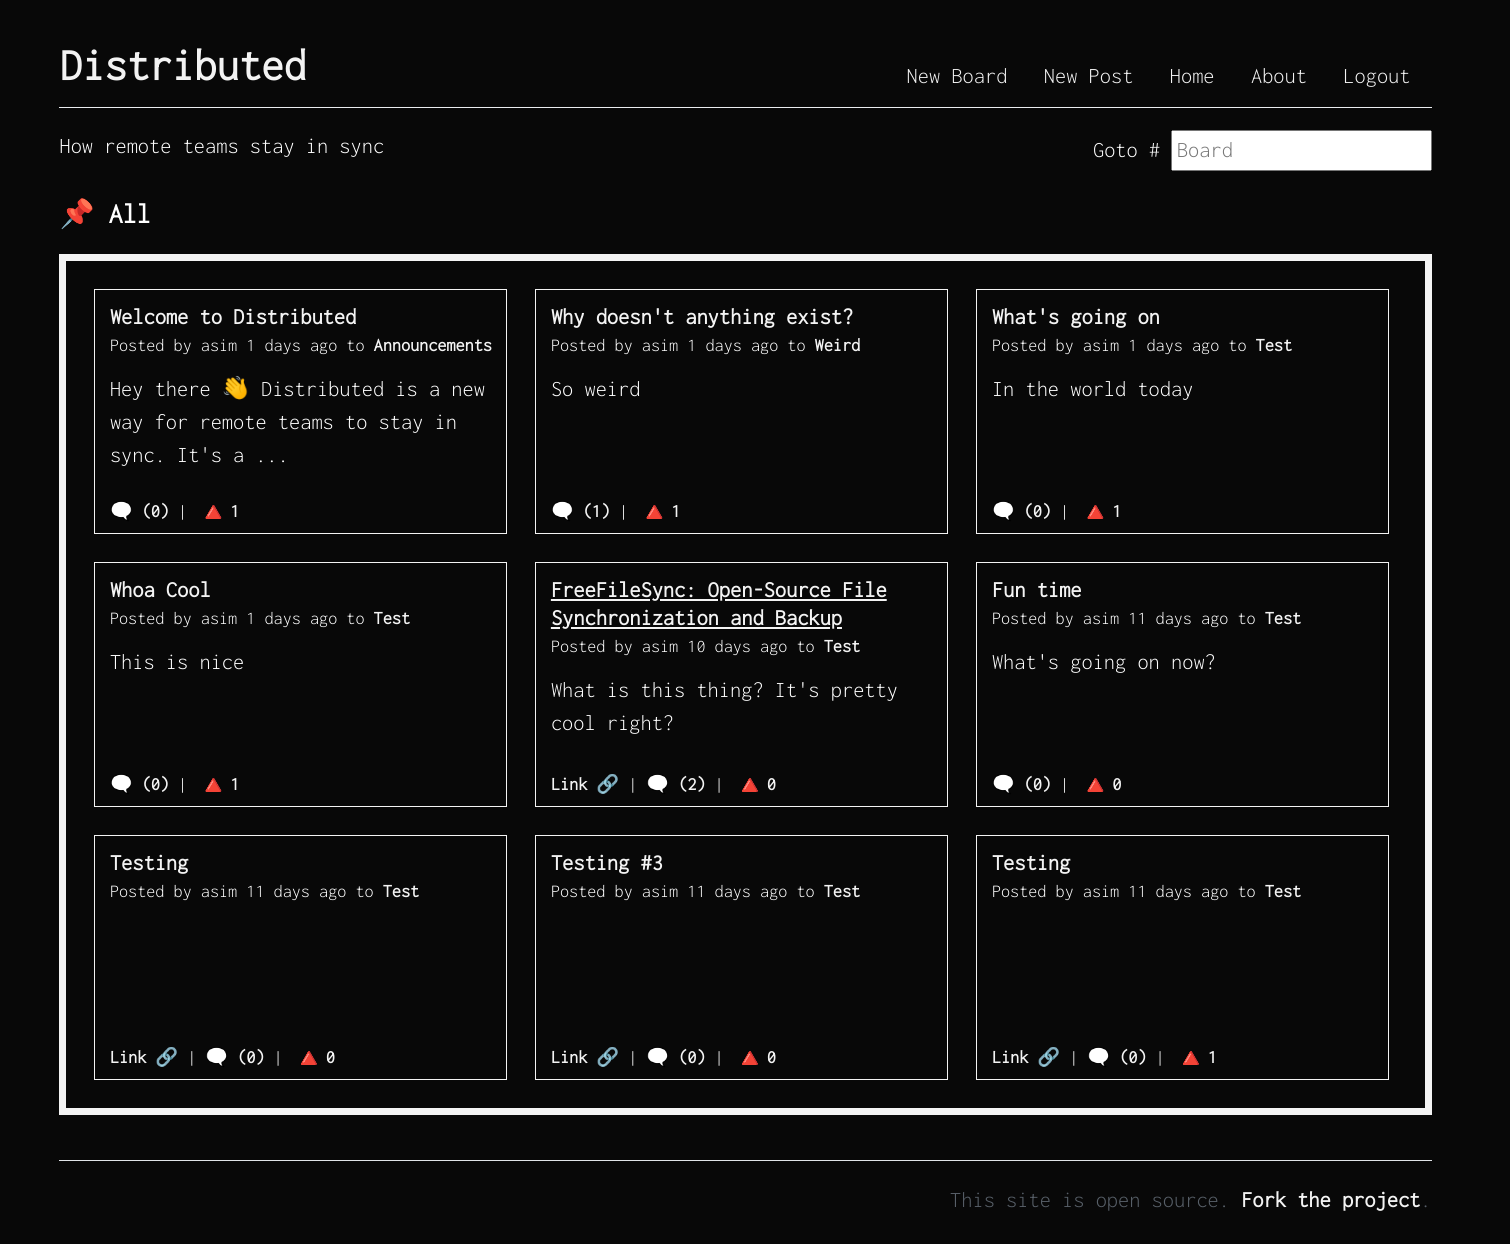 Distributed
New Board New Post Home About Logout
How remote teams stay in sync
Goto # Board
📌 All
Welcome to Distributed
Posted by asim 1 days ago to Announcements
Hey there 👋 Distributed is a new
way for remote teams to stay in
sync. It's a ...
🗨 (0) | 🔺 1
Why doesn't anything exist?
Posted by asim 1 days ago to Weird
So weird
🗨 (1) | 🔺 1
What's going on
Posted by asim 1 days ago to Test
In the world today
🗨 (0) | 🔺 1
Whoa Cool
Posted by asim 1 days ago to Test
This is nice
🗨 (0) | 🔺 1
FreeFileSync: Open-Source File
Synchronization and Backup
Posted by asim 10 days ago to Test
What is this thing? It's pretty
cool right?
Link 🔗 | 🗨 (2) | 🔺 0
Fun time
Posted by asim 11 days ago to Test
What's going on now?
🗨 (0) | 🔺 0
Testing
Posted by asim 11 days ago to Test
Link 🔗 | 🗨 (0) | 🔺 0
Testing #3
Posted by asim 11 days ago to Test
Link 🔗 | 🗨 (0) | 🔺 0
Testing
Posted by asim 11 days ago to Test
Link 🔗 | 🗨 (0) | 🔺 1
This site is open source. Fork the project.